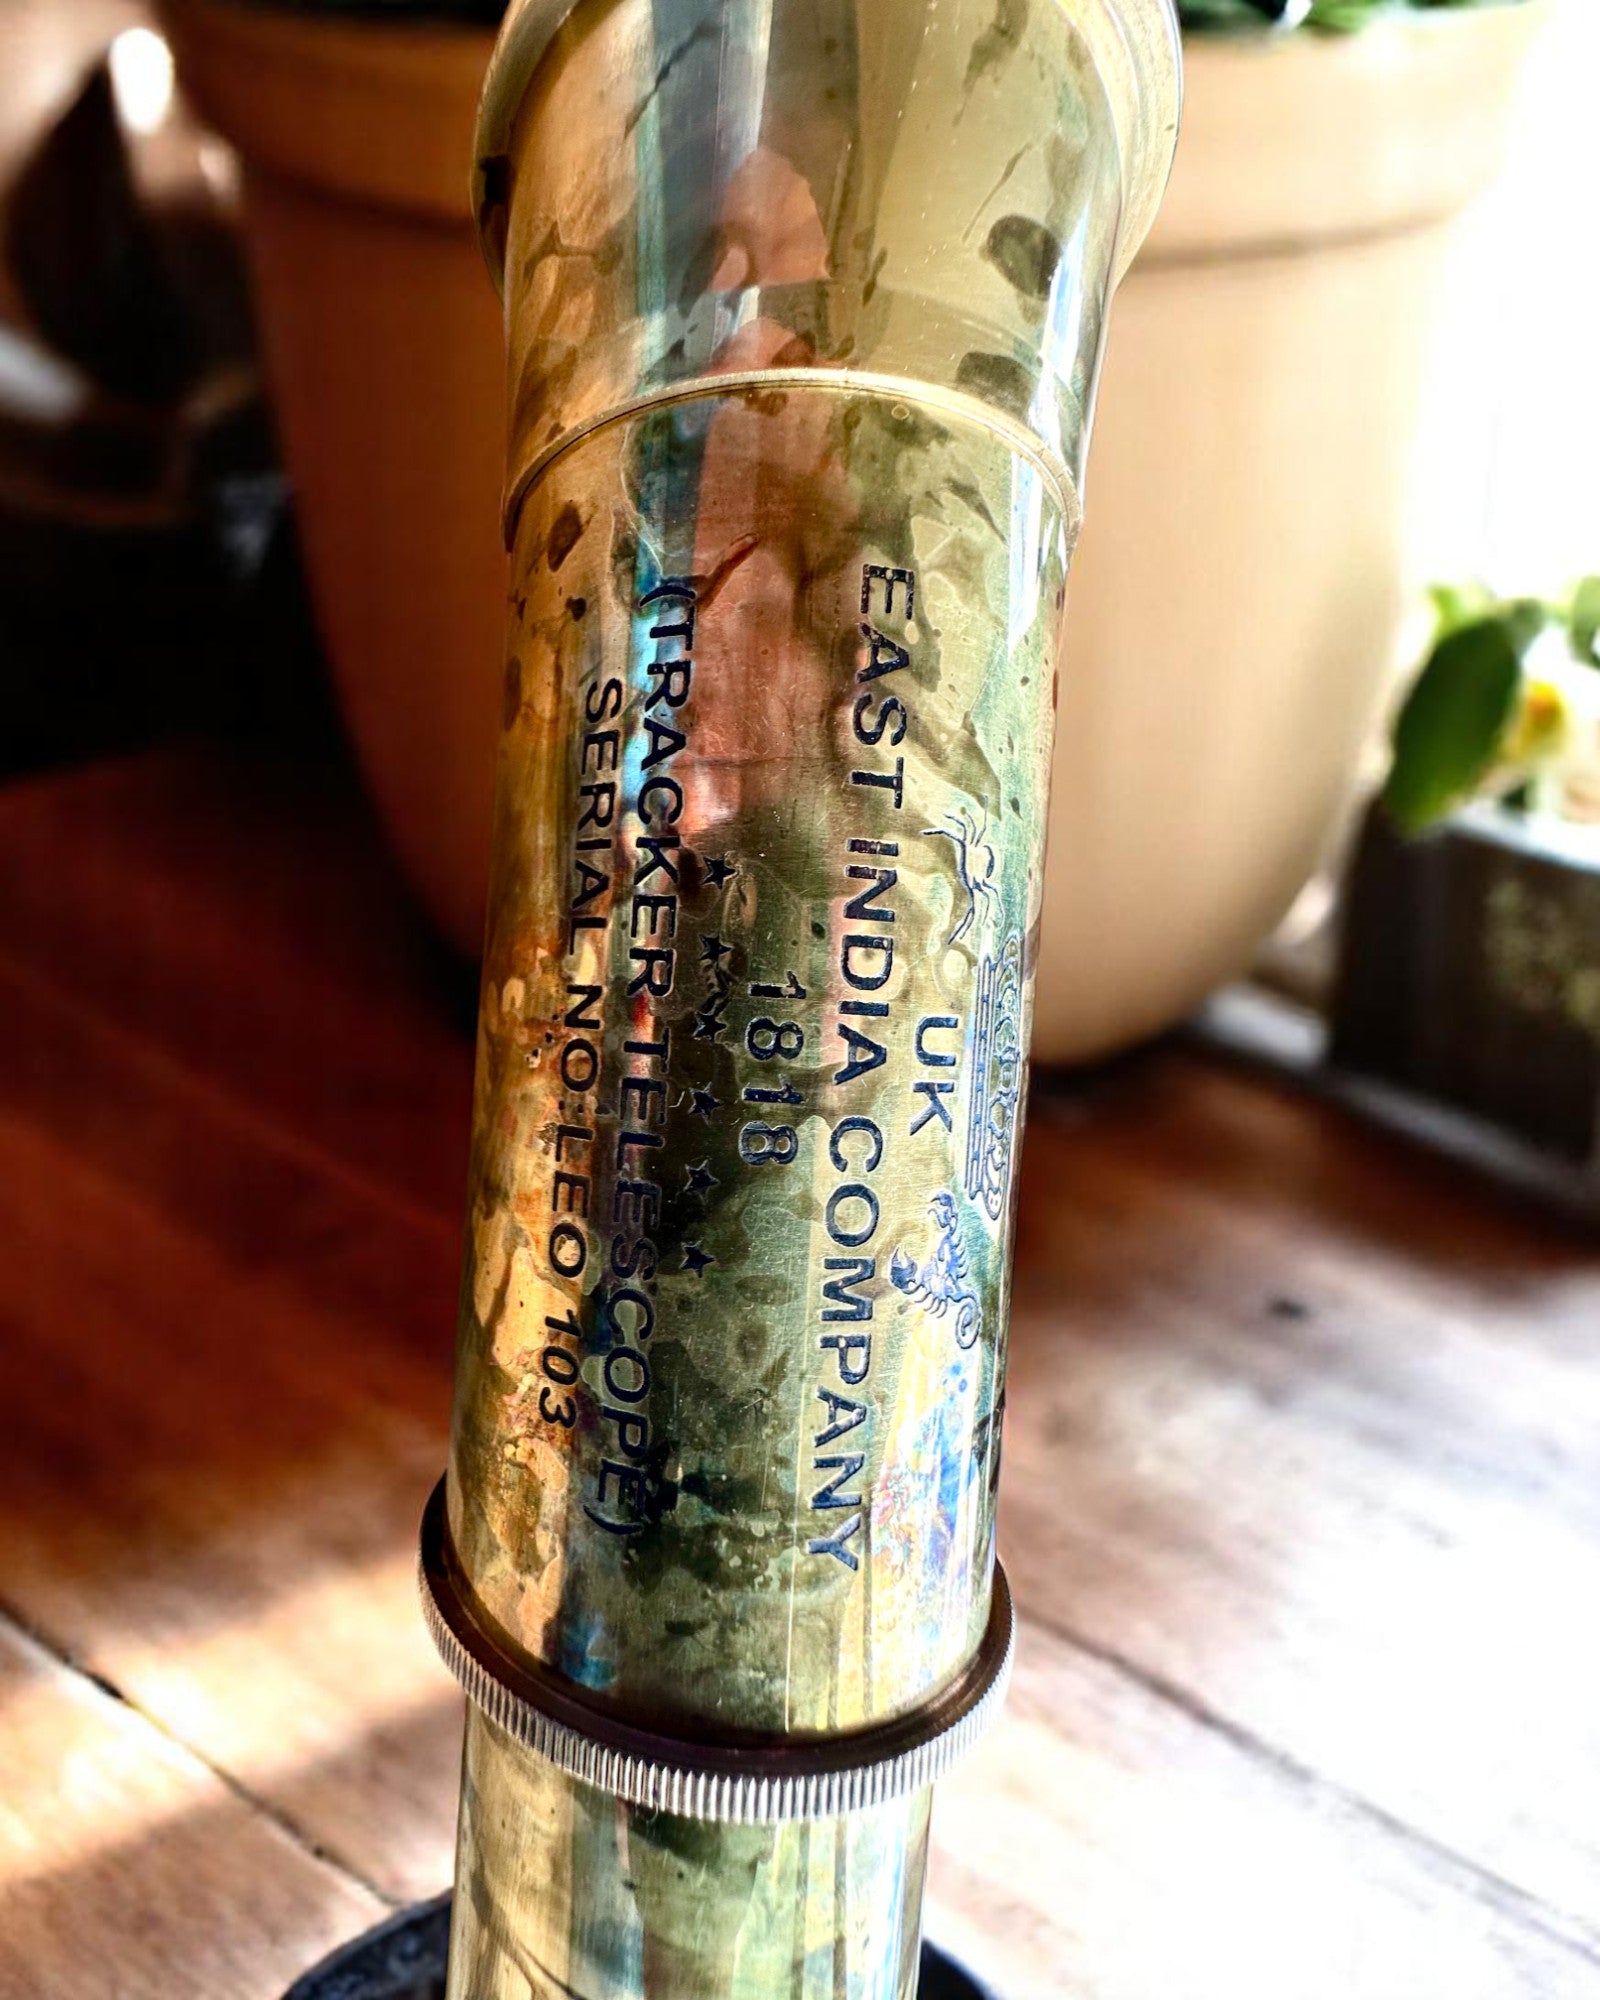 UK
EAST INDIA COMPANY
1818
(TRACKER TELESCOPE)
SERIAL NO:LEO 103